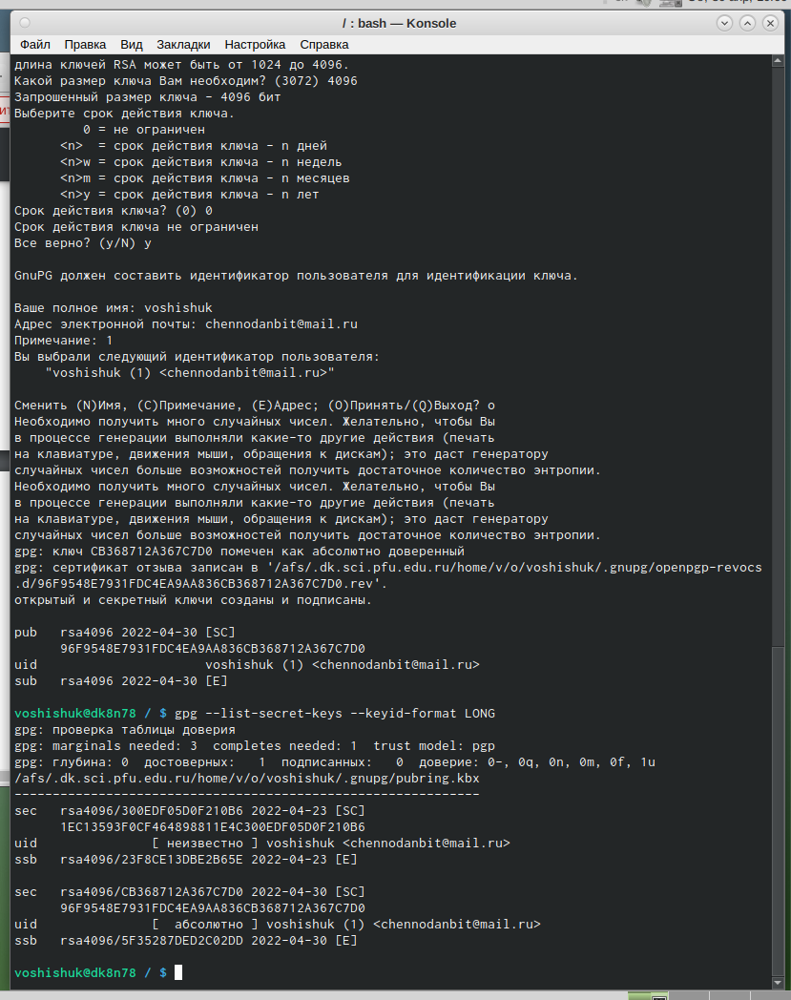 / : bash — Konsole
Файл Правка Вид Закладки Настройка Справка
длина ключей RSA может быть от 1024 до 4096.
Какой размер ключа Вам необходим? (3072) 4096
Запрошенный размер ключа - 4096 бит
Выберите срок действия ключа.
0 = не ограничен
<n>  = срок действия ключа - n дней
<n>w = срок действия ключа - n недель
<n>m = срок действия ключа - n месяцев
<n>y = срок действия ключа - n лет
Срок действия ключа? (0) 0
Срок действия ключа не ограничен
Все верно? (y/N) y
GnuPG должен составить идентификатор пользователя для идентификации ключа.
Ваше полное имя: voshishuk
Адрес электронной почты: chennodanbit@mail.ru
Примечание: 1
Вы выбрали следующий идентификатор пользователя:
"voshishuk (1) <chennodanbit@mail.ru>"
Сменить (N)Имя, (C)Примечание, (E)Адрес; (O)Принять/(Q)Выход? o
Необходимо получить много случайных чисел. Желательно, чтобы Вы
в процессе генерации выполняли какие-то другие действия (печать
на клавиатуре, движения мыши, обращения к дискам); это даст генератору
случайных чисел больше возможностей получить достаточное количество энтропии.
Необходимо получить много случайных чисел. Желательно, чтобы Вы
в процессе генерации выполняли какие-то другие действия (печать
на клавиатуре, движения мыши, обращения к дискам); это даст генератору
случайных чисел больше возможностей получить достаточное количество энтропии.
gpg: ключ CB368712A367C7D0 помечен как абсолютно доверенный
gpg: сертификат отзыва записан в '/afs/.dk.sci.pfu.edu.ru/home/v/o/voshishuk/.gnupg/openpgp-revocs
.d/96F9548E7931FDC4EA9AA836CB368712A367C7D0.rev'.
открытый и секретный ключи созданы и подписаны.
pub   rsa4096 2022-04-30 [SC]
96F9548E7931FDC4EA9AA836CB368712A367C7D0
uid                      voshishuk (1) <chennodanbit@mail.ru>
sub   rsa4096 2022-04-30 [E]
voshishuk@dk8n78 / $ gpg --list-secret-keys --keyid-format LONG
gpg: проверка таблицы доверия
gpg: marginals needed: 3  completes needed: 1  trust model: pgp
gpg: глубина: 0  достоверных:   1  подписанных:   0  доверие: 0-, 0q, 0n, 0m, 0f, 1u
/afs/.dk.sci.pfu.edu.ru/home/v/o/voshishuk/.gnupg/pubring.kbx
-------------------------------------------------------------
sec   rsa4096/300EDF05D0F210B6 2022-04-23 [SC]
1EC13593F0CF464898811E4C300EDF05D0F210B6
uid               [ неизвестно ] voshishuk <chennodanbit@mail.ru>
ssb   rsa4096/23F8CE13DBE2B65E 2022-04-23 [E]
sec   rsa4096/CB368712A367C7D0 2022-04-30 [SC]
96F9548E7931FDC4EA9AA836CB368712A367C7D0
uid               [  абсолютно ] voshishuk (1) <chennodanbit@mail.ru>
ssb   rsa4096/5F35287DED2C02DD 2022-04-30 [E]
voshishuk@dk8n78 / $